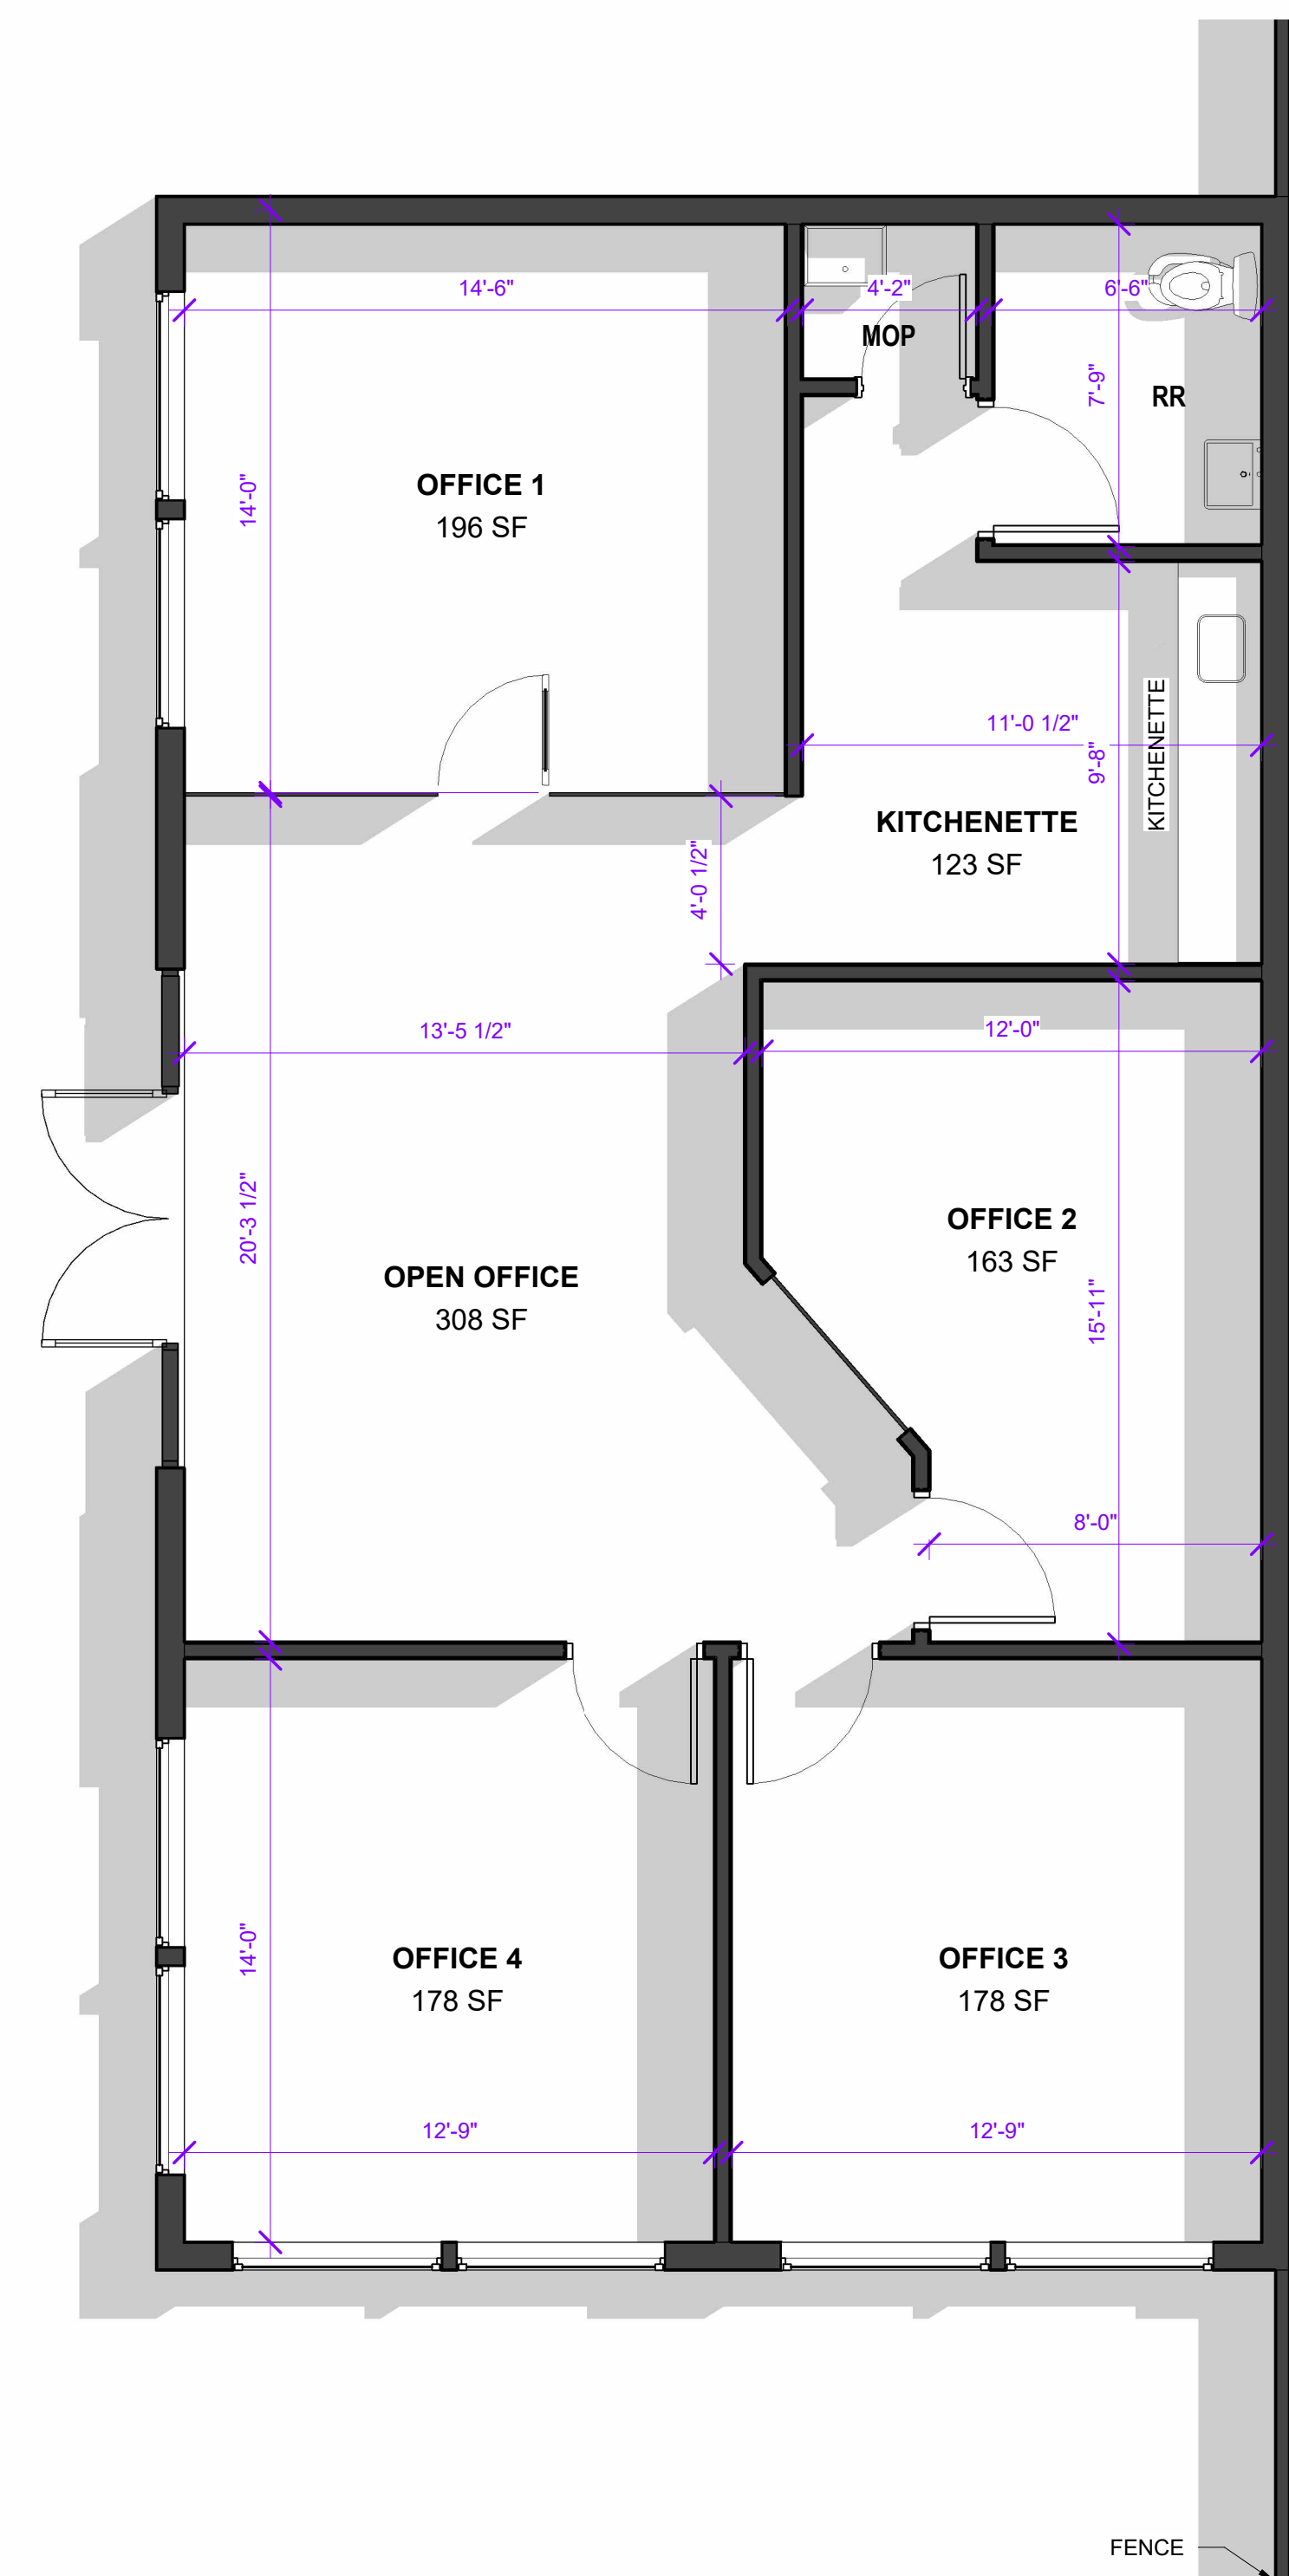 14'-6"
4'-2"
6'-6"
MOP
7'-9"
RR
14'-0"
OFFICE 1
196 SF
11'-0 1/2"
9'-8"
KITCHENETTE
KITCHENETTE
123 SF
4'-0 1/2"
13'-5 1/2"
12'-0"
20'-3 1/2"
OFFICE 2
163 SF
OPEN OFFICE
308 SF
15'-11"
8'-0"
14'-0"
OFFICE 4
178 SF
OFFICE 3
178 SF
12'-9"
12'-9"
FENCE